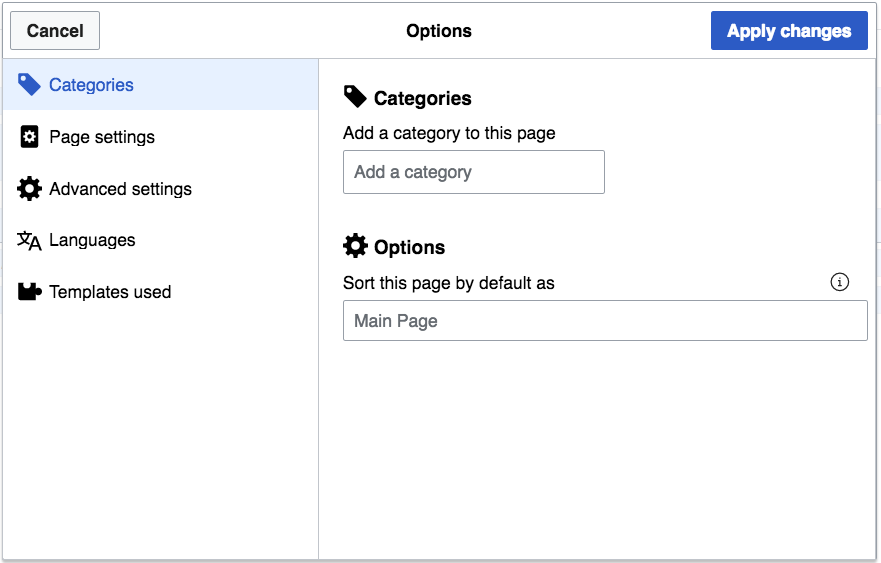 Cancel
Options
Apply changes
Categories
Page settings
Advanced settings
Languages
Templates used
Categories
Add a category to this page
Add a category
Options
Sort this page by default as
Main Page